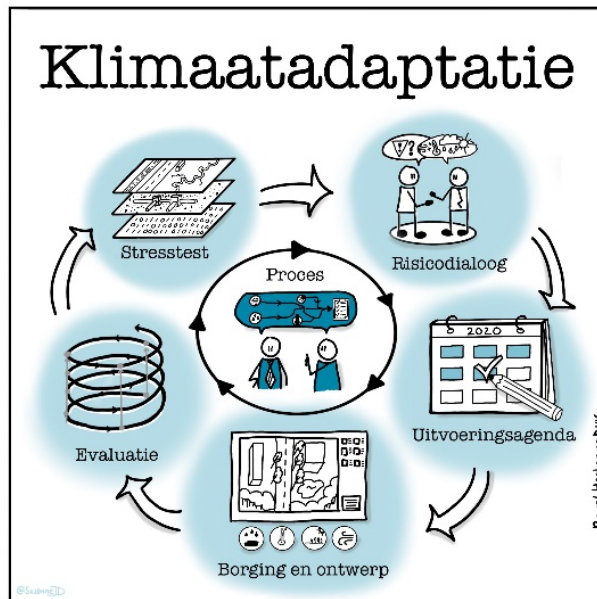 Klimaatadaptatie
Stresstest
Risicodialoog
Proces
2020
Uitvoeringsagenda
Evaluatie
Borging en ontwerp